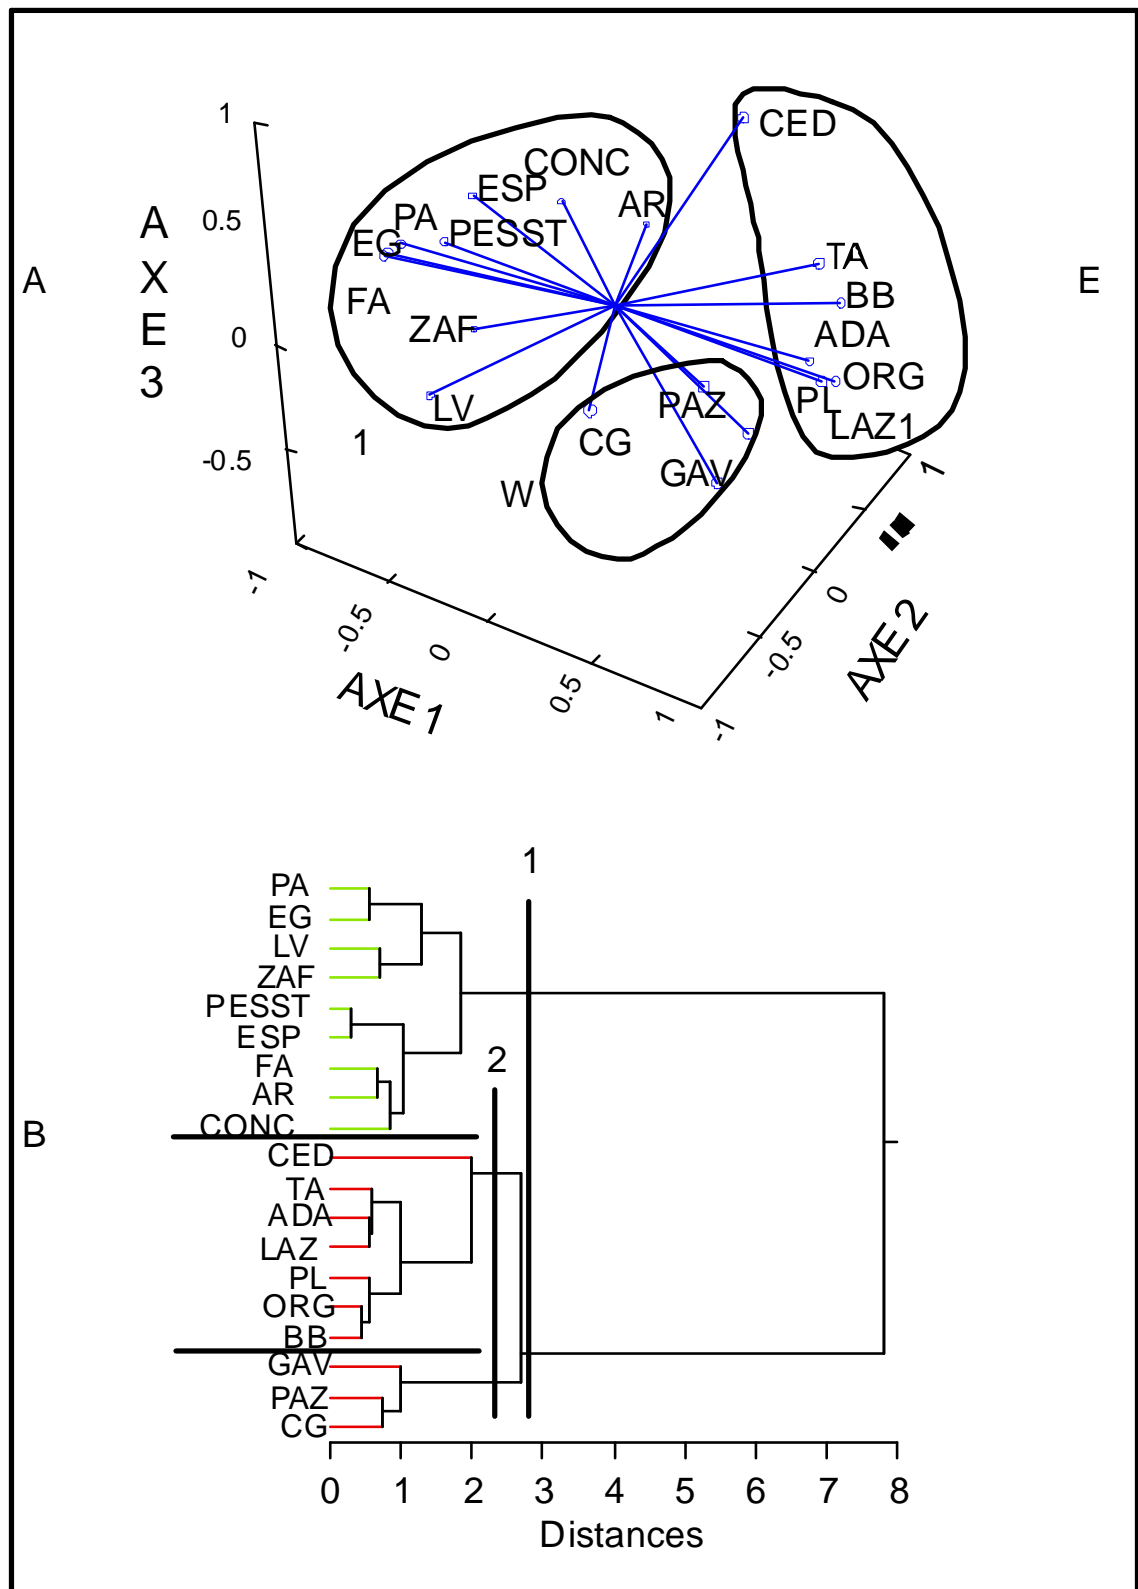 1
CED
CONC
ESP
AR
0.5
A
PA
PESST
EG
TA
X
A
E
BB
FA
ZAF
ADA
E
0
ORG
3
PL
PAZ
LV
LAZ1
1
CG
-0.5
GAV
W
1
-1
0
-0.5
-0.5
0
AXE 2
AXE 1
0.5
1
-1
1
PA
EG
LV
ZAF
PESST
ESP
2
FA
AR
CONC
B
CED
TA
ADA
LAZ
PL
ORG
BB
GAV
PAZ
CG
0 1 2 3 4 5 6 7 8
Distances